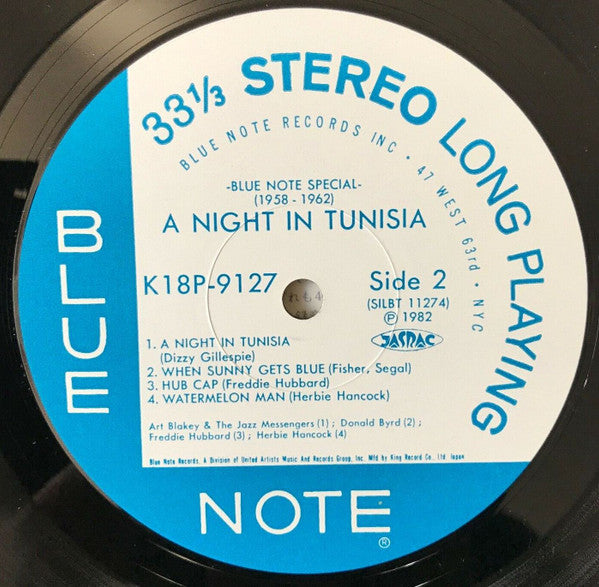 33⅓ STEREO LONG PLAYING
BLUE NOTE RECORDS INC • 47 WEST 63rd • NYC
-BLUE NOTE SPECIAL-
(1958 - 1962)
A NIGHT IN TUNISIA
K18P-9127
Side 2
(SILBT 11274)
Ⓟ 1982
JASRAC
1. A NIGHT IN TUNISIA
(Dizzy Gillespie)
2. WHEN SUNNY GETS BLUE (Fisher, Segal)
3. HUB CAP (Freddie Hubbard)
4. WATERMELON MAN (Herbie Hancock)
Art Blakey & The Jazz Messengers (1) ; Donald Byrd (2) ;
Freddie Hubbard (3) ; Herbie Hancock (4)
Blue Note Records, A Division of United Artists Music And Records Group, Inc. Mfd by King Record Co., Ltd. Japan
BLUE
NOTE®